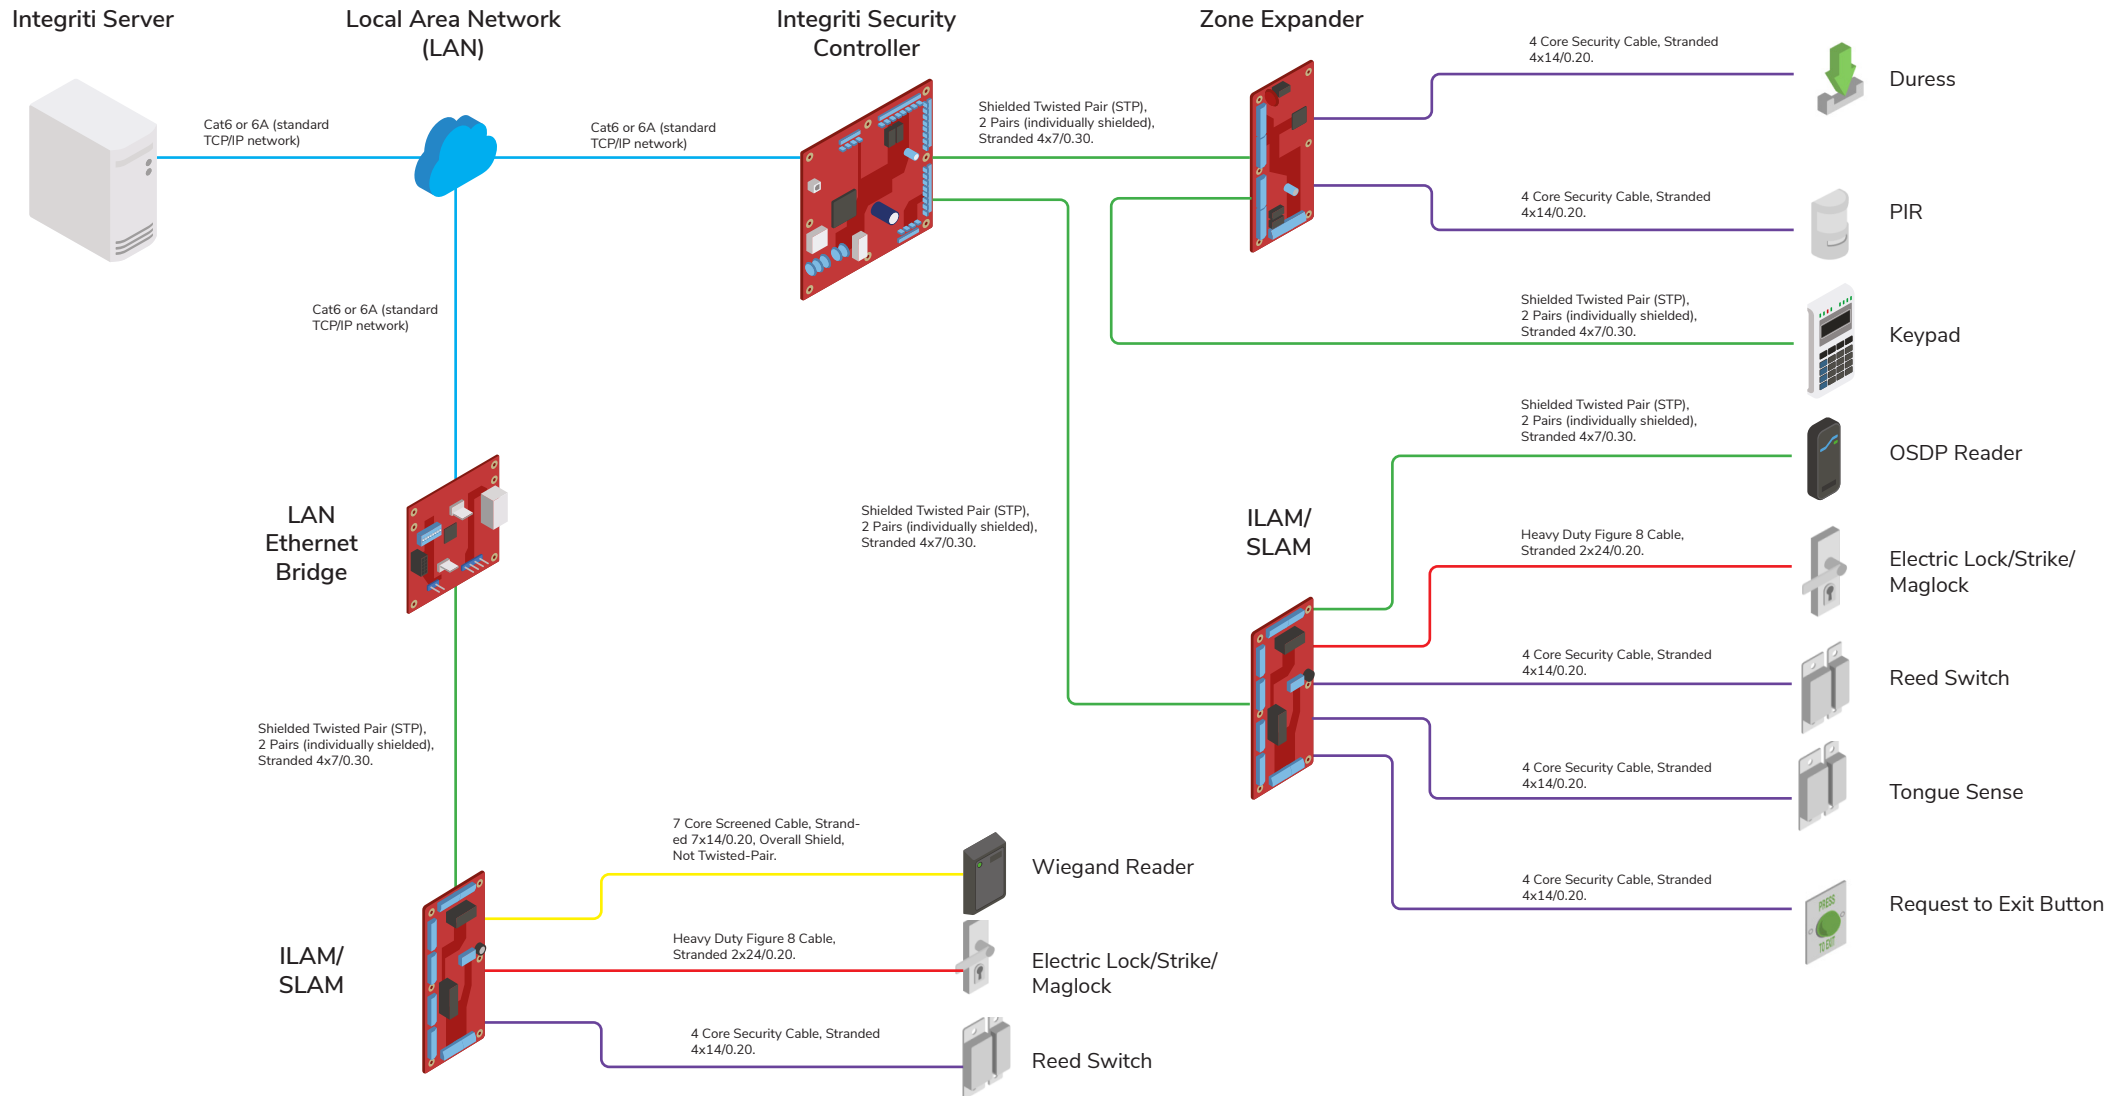 Integriti Server
Local Area Network
(LAN)
Integriti Security
Controller
Zone Expander
4 Core Security Cable, Stranded
4x14/0.20.
Duress
Cat6 or 6A (standard
TCP/IP network)
Cat6 or 6A (standard
TCP/IP network)
Shielded Twisted Pair (STP),
2 Pairs (individually shielded),
Stranded 4x7/0.30.
4 Core Security Cable, Stranded
4x14/0.20.
PIR
Cat6 or 6A (standard
TCP/IP network)
Shielded Twisted Pair (STP),
2 Pairs (individually shielded),
Stranded 4x7/0.30.
Keypad
Shielded Twisted Pair (STP),
2 Pairs (individually shielded),
Stranded 4x7/0.30.
OSDP Reader
LAN
Ethernet
Bridge
Shielded Twisted Pair (STP),
2 Pairs (individually shielded),
Stranded 4x7/0.30.
ILAM/
SLAM
Heavy Duty Figure 8 Cable,
Stranded 2x24/0.20.
Electric Lock/Strike/
Maglock
4 Core Security Cable, Stranded
4x14/0.20.
Reed Switch
Shielded Twisted Pair (STP),
2 Pairs (individually shielded),
Stranded 4x7/0.30.
4 Core Security Cable, Stranded
4x14/0.20.
Tongue Sense
7 Core Screened Cable, Strand-
ed 7x14/0.20, Overall Shield,
Not Twisted-Pair.
Wiegand Reader
4 Core Security Cable, Stranded
4x14/0.20.
PRESS
TO EXIT
Request to Exit Button
ILAM/
SLAM
Heavy Duty Figure 8 Cable,
Stranded 2x24/0.20.
Electric Lock/Strike/
Maglock
4 Core Security Cable, Stranded
4x14/0.20.
Reed Switch